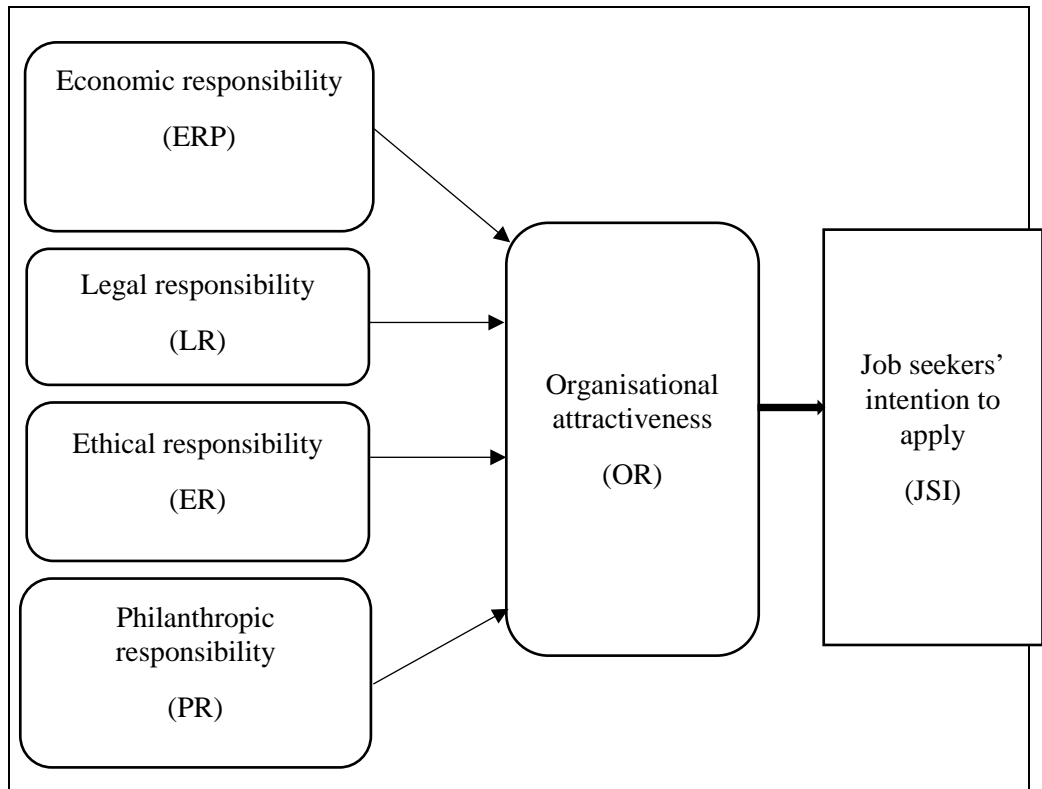 Economic responsibility
(ERP)
Legal responsibility
(LR)
Ethical responsibility
(ER)
Philanthropic
responsibility
(PR)
Organisational
attractiveness
(OR)
Job seekers’
intention to
apply
(JSI)